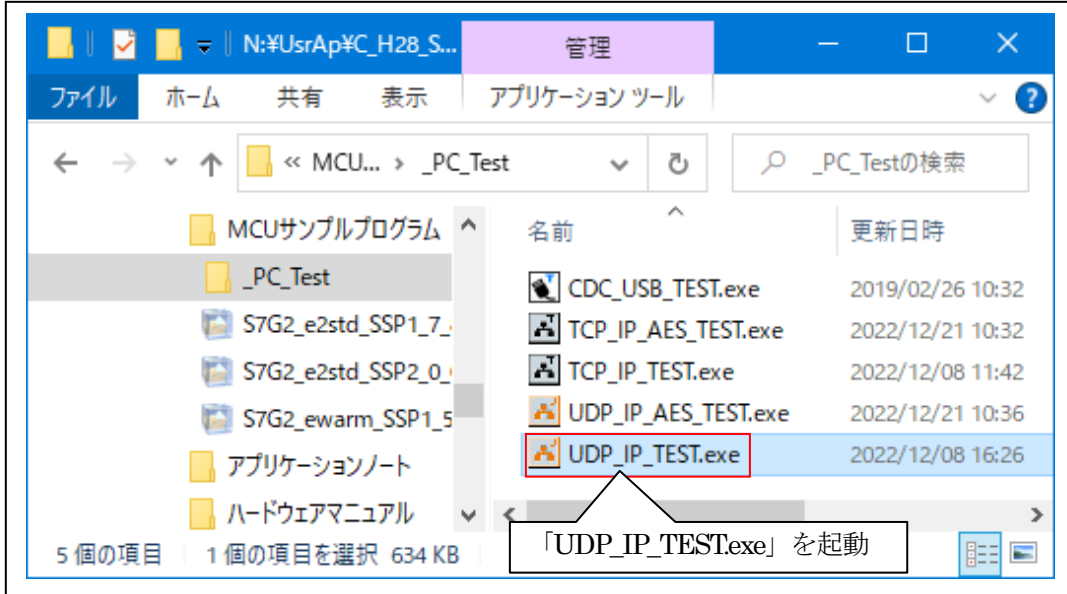 N:¥UsrAp¥C_H28_S...
管理
ファイル ホーム 共有 表示 アプリケーション ツール
« MCU... › _PC_Test
_PC_Testの検索
MCUサンプルプログラム
_PC_Test
S7G2_e2std_SSP1_7_
S7G2_e2std_SSP2_0_
S7G2_ewarm_SSP1_5
アプリケーションノート
ハードウェアマニュアル
名前 更新日時
CDC_USB_TEST.exe 2019/02/26 10:32
TCP_IP_AES_TEST.exe 2022/12/21 10:32
TCP_IP_TEST.exe 2022/12/08 11:42
UDP_IP_AES_TEST.exe 2022/12/21 10:36
UDP_IP_TEST.exe 2022/12/08 16:26
「UDP_IP_TEST.exe」を起動
5 個の項目 1 個の項目を選択 634 KB